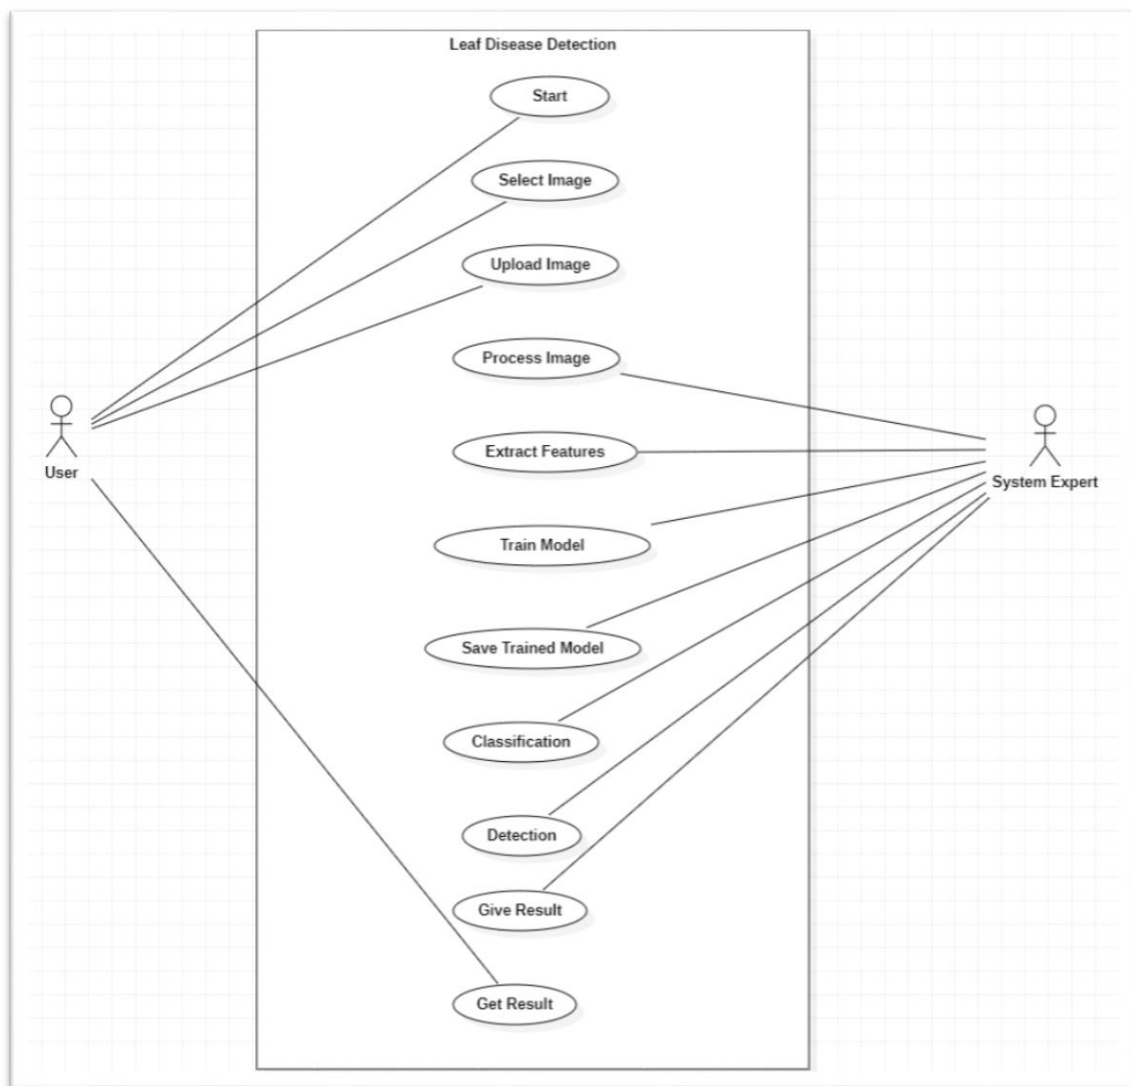 Leaf Disease Detection
Start
Select Image
Upload Image
Process Image
Extract Features
User
System Expert
Train Model
Save Trained Model
Classification
Detection
Give Result
Get Result